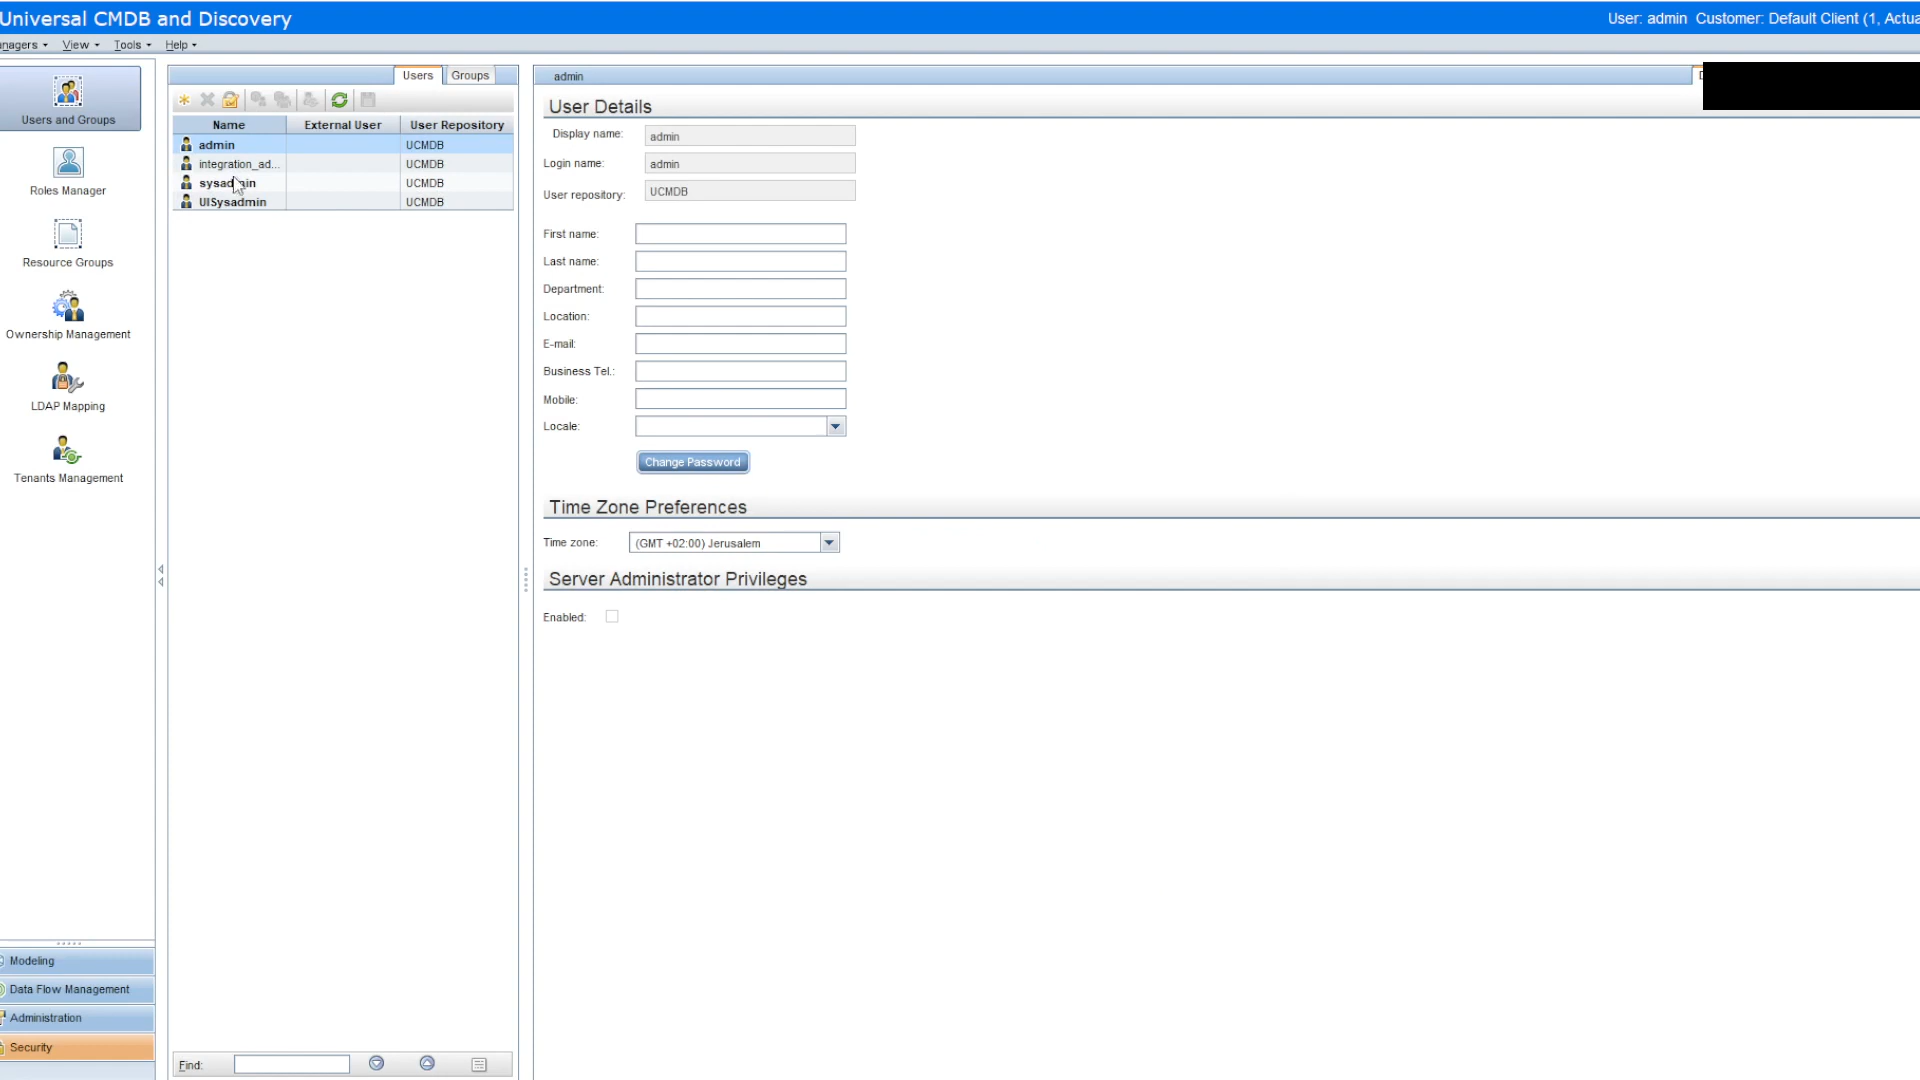 Universal CMDB and Discovery
User: admin Customer: Default Client (1, Actua
anagers View Tools Help
Users and Groups
Roles Manager
Resource Groups
Ownership Management
LDAP Mapping
Tenants Management
Modeling
Data Flow Management
Administration
Security
Users Groups
Name External User User Repository
admin UCMDB
integration_ad... UCMDB
sysadmin UCMDB
UISysadmin UCMDB
Find:
admin
User Details
Display name: admin
Login name: admin
User repository: UCMDB
First name:
Last name:
Department:
Location:
E-mail:
Business Tel.:
Mobile:
Locale:
Change Password
Time Zone Preferences
Time zone: (GMT +02:00) Jerusalem
Server Administrator Privileges
Enabled: